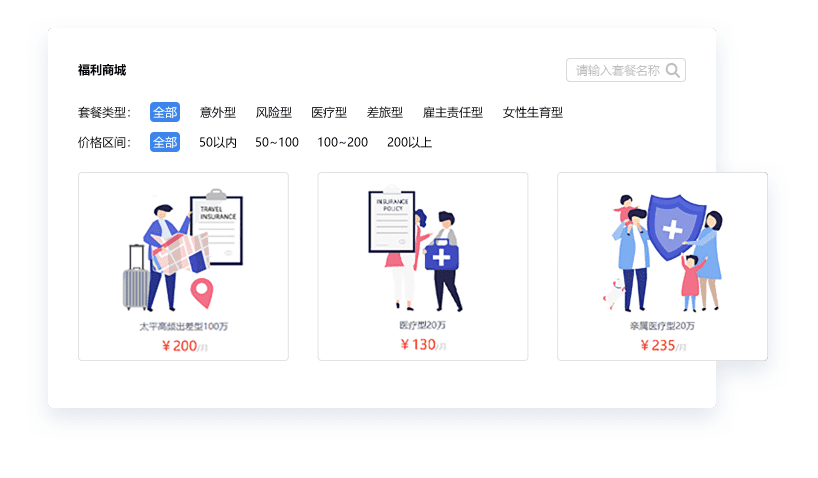 福利商城
请输入套餐名称
套餐类型： 全部 意外型 风险型 医疗型 差旅型 雇主责任型 女性生育型
价格区间： 全部 50以内 50~100 100~200 200以上
TRAVEL
INSURANCE
太平高频出差型100万
￥200/月
INSURANCE
POLICY
医疗型20万
￥130/月
亲属医疗型20万
￥235/月